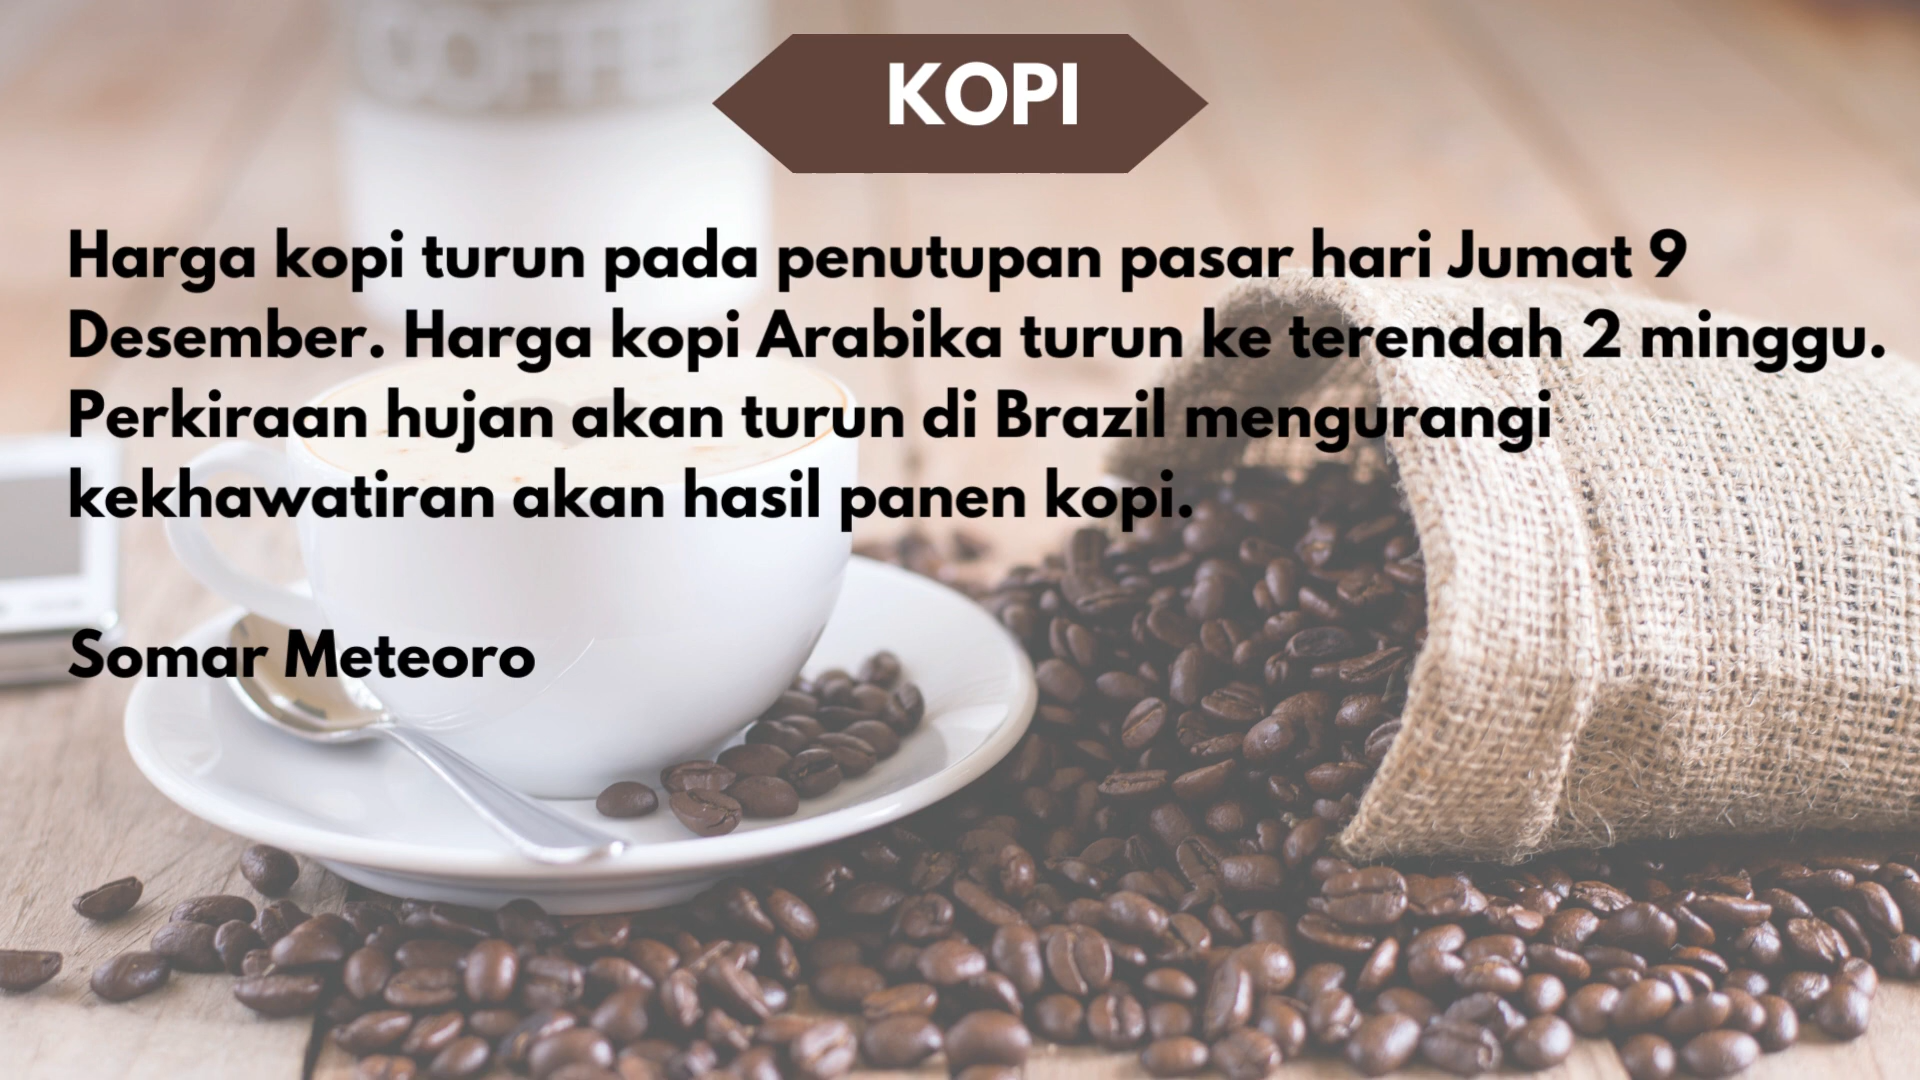 COFFEE
KOPI
Harga kopi turun pada penutupan pasar hari Jumat 9
Desember. Harga kopi Arabika turun ke terendah 2 minggu.
Perkiraan hujan akan turun di Brazil mengurangi
kekhawatiran akan hasil panen kopi.
Somar Meteoro